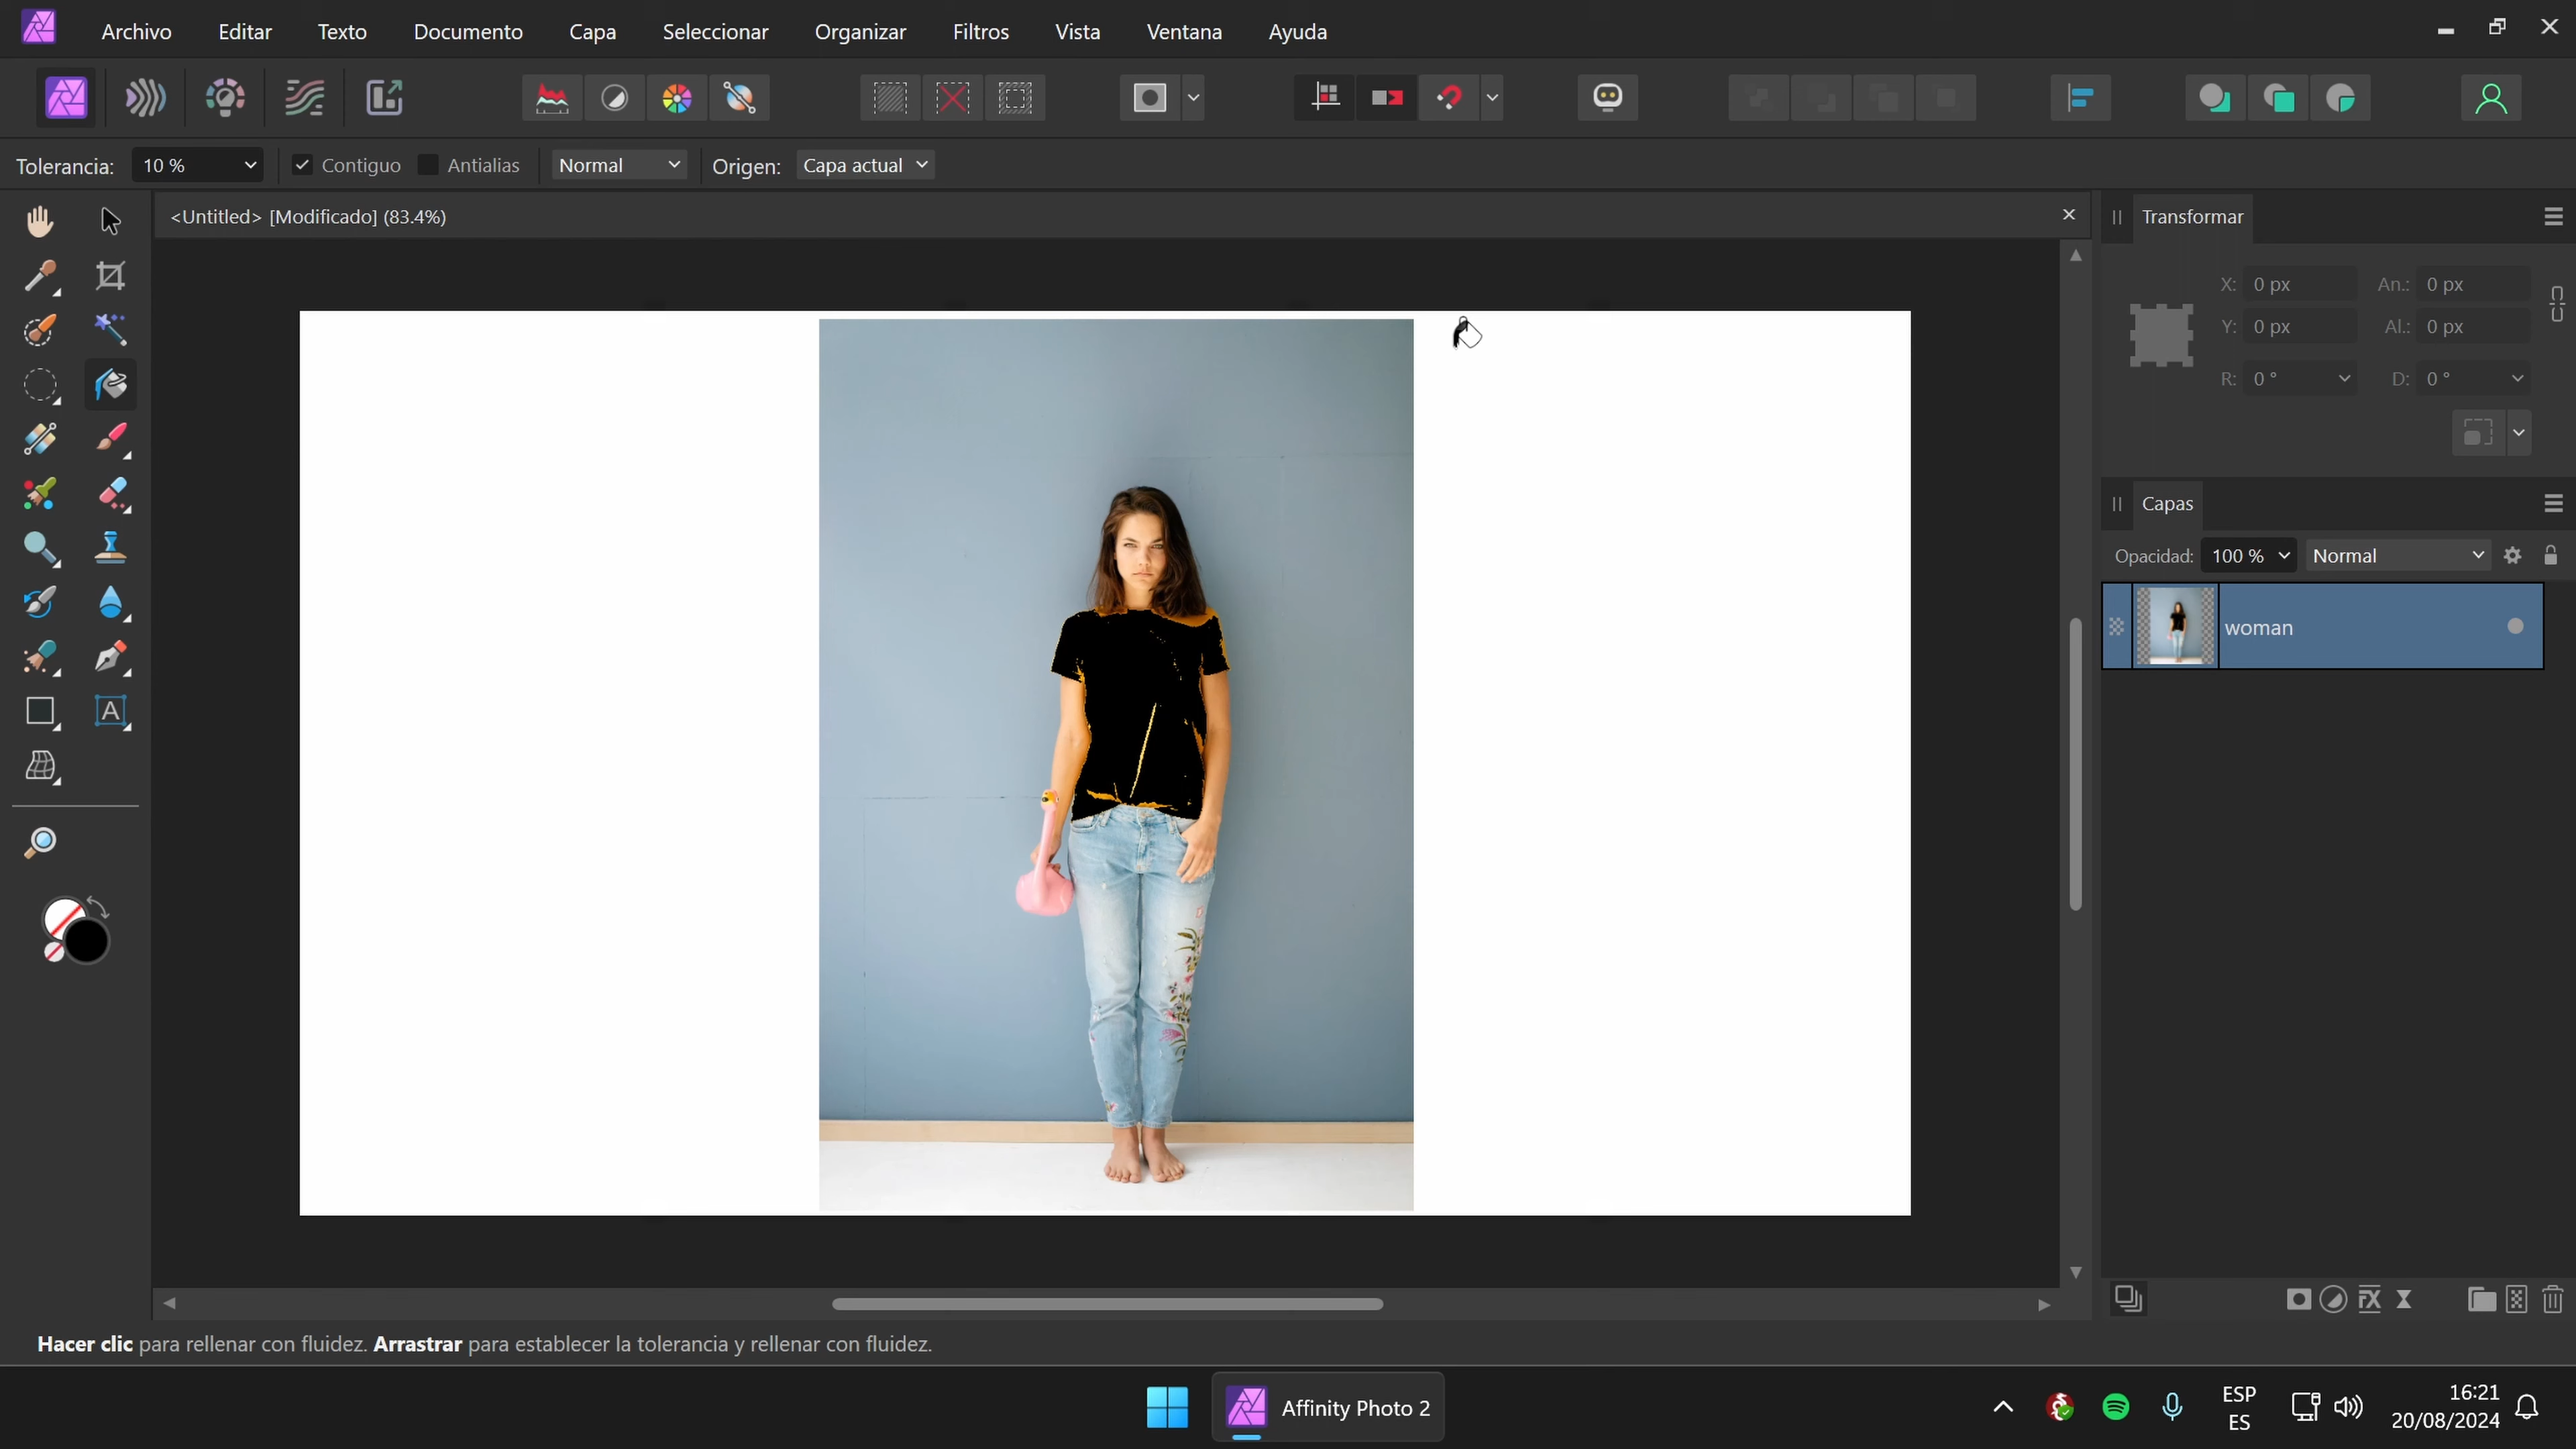 Archivo Editar Texto Documento Capa Seleccionar Organizar Filtros Vista Ventana Ayuda
Tolerancia: 10 % Contiguo Antialias Normal Origen: Capa actual
<Untitled> [Modificado] (83.4%)
Transformar
X: 0 px An.: 0 px
Y: 0 px Al.: 0 px
R: 0 ° D: 0 °
Capas
Opacidad: 100 % Normal
woman
A
FX
Hacer clic para rellenar con fluidez. Arrastrar para establecer la tolerancia y rellenar con fluidez.
Affinity Photo 2
ESP
ES
16:21
20/08/2024